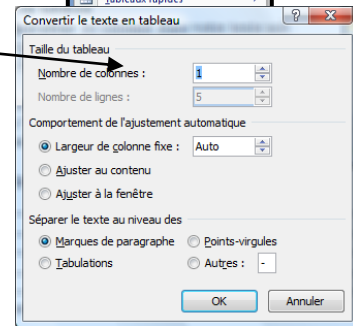 Tableaux rapides
Convertir le texte en tableau
Taille du tableau
Nombre de colonnes : 1
Nombre de lignes : 5
Comportement de l'ajustement automatique
Largeur de colonne fixe : Auto
Ajuster au contenu
Ajuster à la fenêtre
Séparer le texte au niveau des
Marques de paragraphe Points-virgules
Tabulations Autres : -
OK Annuler